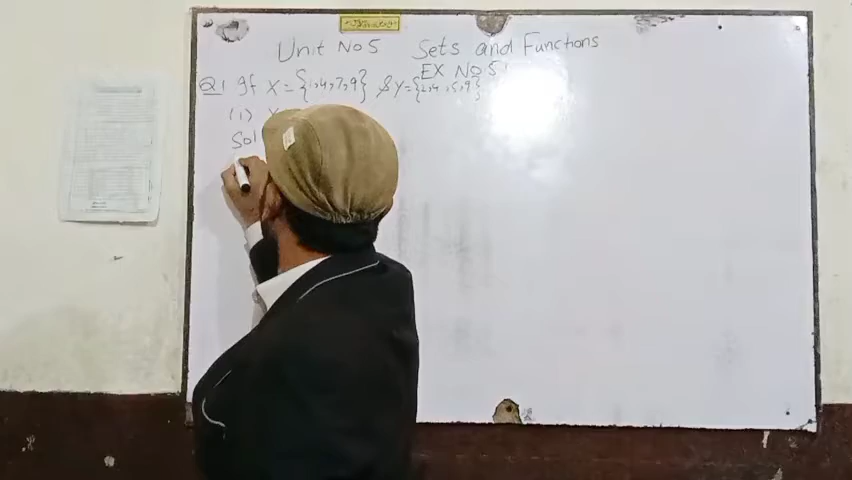 Unit No 5 Sets and Functions
EX No 5.1
Q1 If X = {1,4,7,9} & Y = {2,4,5,9}
(i) X
Sol